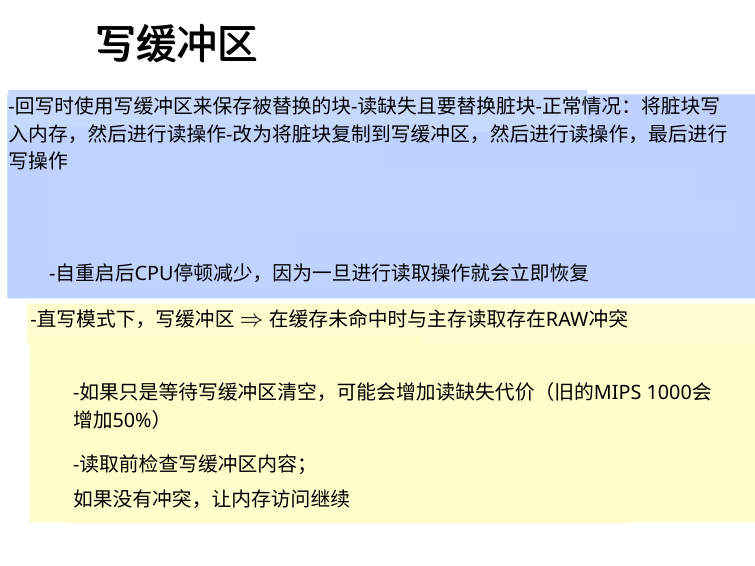 写缓冲区
-回写时使用写缓冲区来保存被替换的块-读缺失且要替换脏块-正常情况：将脏块写
入内存，然后进行读操作-改为将脏块复制到写缓冲区，然后进行读操作，最后进行
写操作
-自重启后CPU停顿减少，因为一旦进行读取操作就会立即恢复
-直写模式下，写缓冲区 ⇒ 在缓存未命中时与主存读取存在RAW冲突
-如果只是等待写缓冲区清空，可能会增加读缺失代价（旧的MIPS 1000会
增加50%）
-读取前检查写缓冲区内容；
如果没有冲突，让内存访问继续